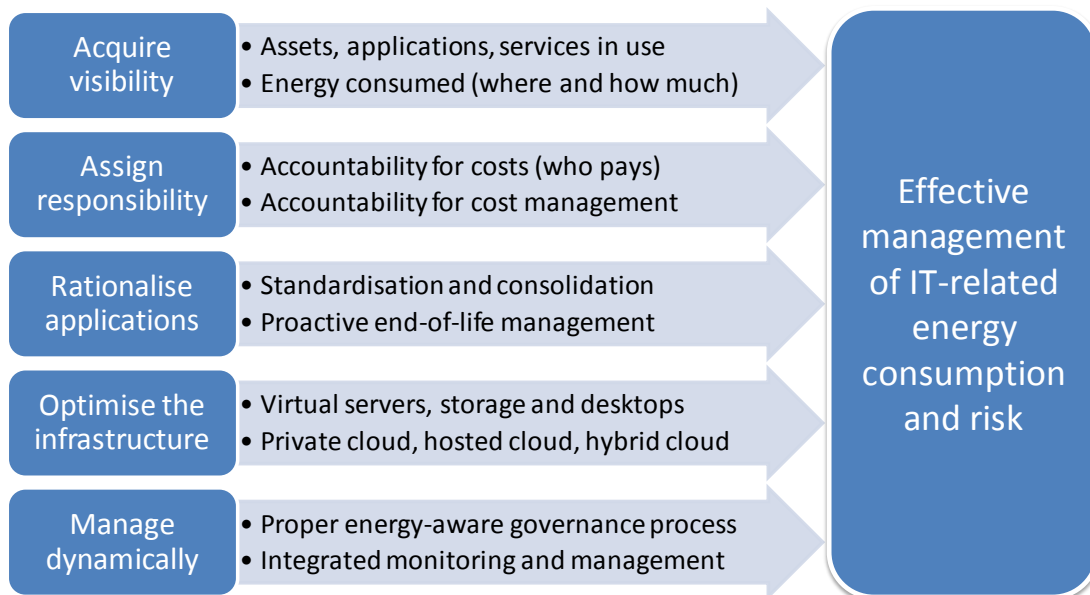 Acquire
visibility
• Assets, applications, services in use
• Energy consumed (where and how much)
Assign
responsibility
• Accountability for costs (who pays)
• Accountability for cost management
Rationalise
applications
• Standardisation and consolidation
• Proactive end-of-life management
Optimise the
infrastructure
• Virtual servers, storage and desktops
• Private cloud, hosted cloud, hybrid cloud
Manage
dynamically
• Proper energy-aware governance process
• Integrated monitoring and management
Effective
management
of IT-related
energy
consumption
and risk